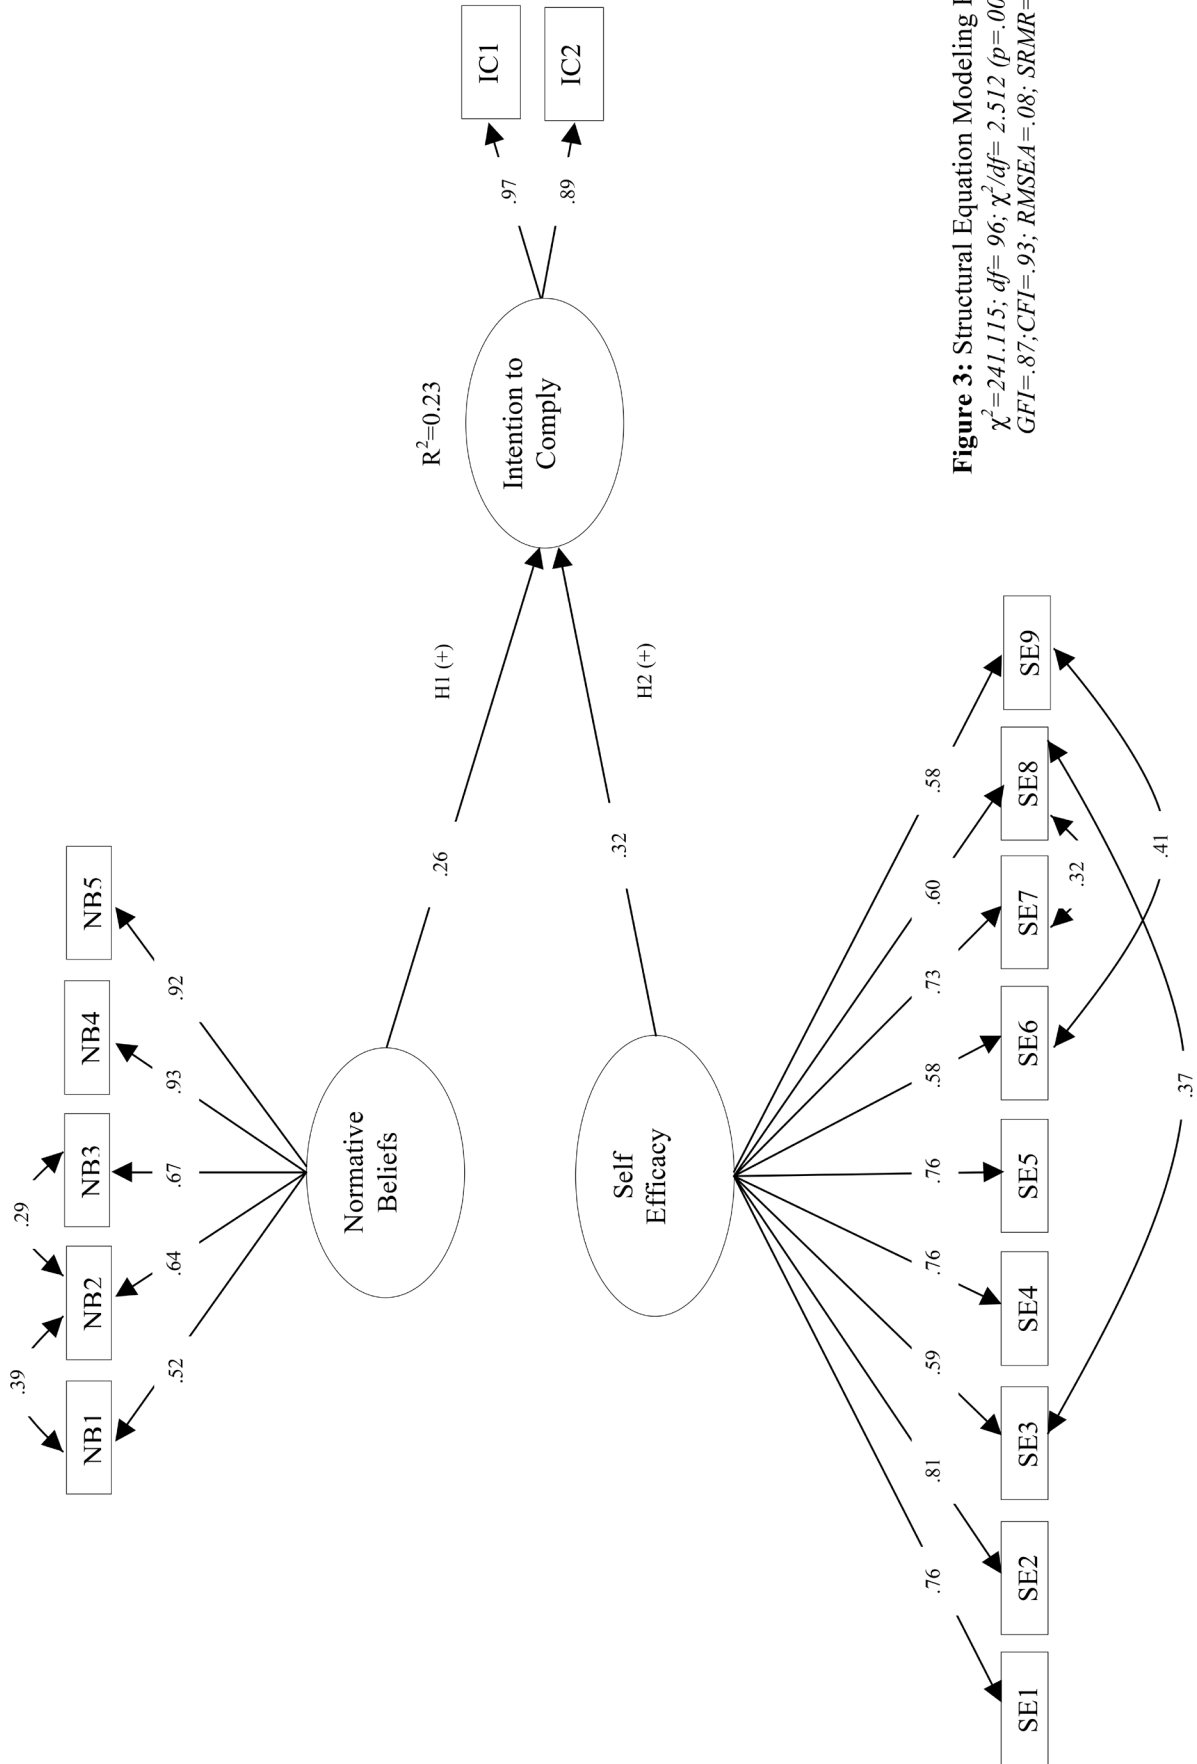 .39
.29
NB1
NB2
NB3
NB4
NB5
.52
.64
.67
.93
.92
Normative
Beliefs
.26
H1 (+)
R²=0.23
Intention to
Comply
.97
.89
IC1
IC2
Self
Efficacy
.32
H2 (+)
.76
.81
.59
.76
.76
.58
.73
.60
.58
SE1
SE2
SE3
SE4
SE5
SE6
SE7
SE8
SE9
.32
.41
.37
Figure 3: Structural Equation Modeling
χ²=241.115; df= 96; χ²/df= 2.512 (p=.00
GFI=.87;CFI=.93; RMSEA=.08; SRMR=